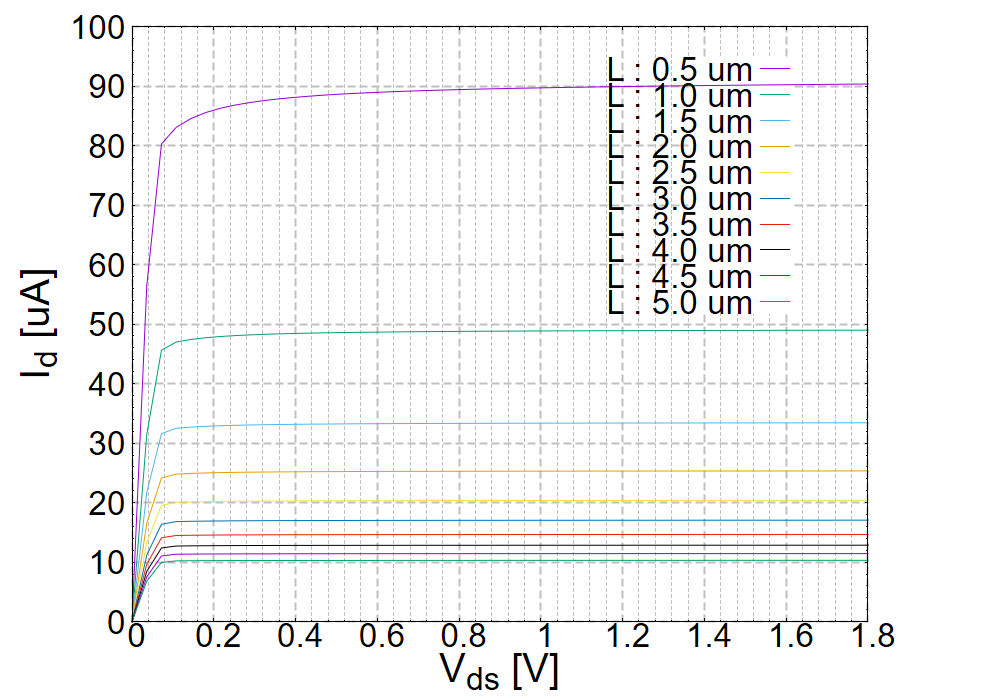 100
90
80
70
60
50
40
30
20
10
0
I_d [uA]
L : 0.5 um
L : 1.0 um
L : 1.5 um
L : 2.0 um
L : 2.5 um
L : 3.0 um
L : 3.5 um
L : 4.0 um
L : 4.5 um
L : 5.0 um
0 0.2 0.4 0.6 0.8 1 1.2 1.4 1.6 1.8
V_ds [V]